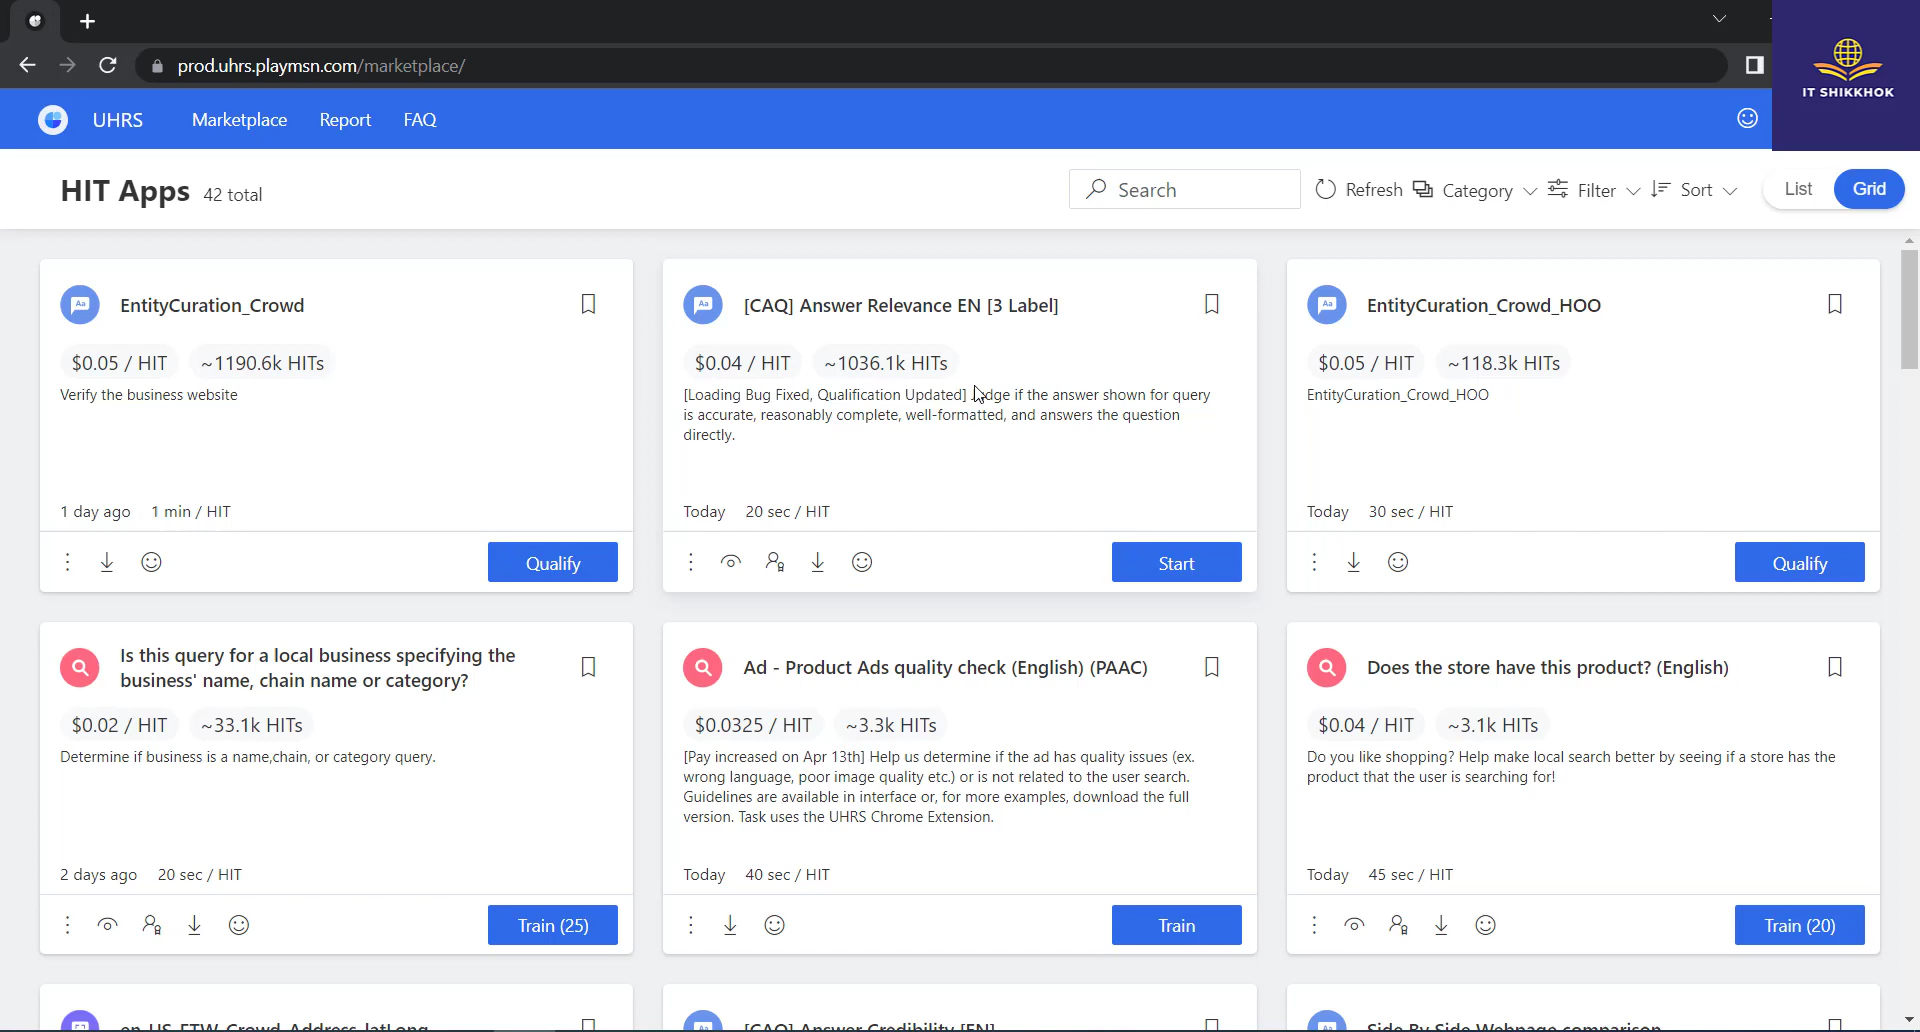 prod.uhrs.playmsn.com/marketplace/
IT SHIKKHOK
UHRS Marketplace Report FAQ
HIT Apps 42 total
Search Refresh Category Filter Sort List Grid
EntityCuration_Crowd
$0.05 / HIT ~1190.6k HITs
Verify the business website
1 day ago 1 min / HIT
Qualify
[CAQ] Answer Relevance EN [3 Label]
$0.04 / HIT ~1036.1k HITs
[Loading Bug Fixed, Qualification Updated] Judge if the answer shown for query
is accurate, reasonably complete, well-formatted, and answers the question
directly.
Today 20 sec / HIT
Start
EntityCuration_Crowd_HOO
$0.05 / HIT ~118.3k HITs
EntityCuration_Crowd_HOO
Today 30 sec / HIT
Qualify
Is this query for a local business specifying the
business' name, chain name or category?
$0.02 / HIT ~33.1k HITs
Determine if business is a name,chain, or category query.
2 days ago 20 sec / HIT
Train (25)
Ad - Product Ads quality check (English) (PAAC)
$0.0325 / HIT ~3.3k HITs
[Pay increased on Apr 13th] Help us determine if the ad has quality issues (ex.
wrong language, poor image quality etc.) or is not related to the user search.
Guidelines are available in interface or, for more examples, download the full
version. Task uses the UHRS Chrome Extension.
Today 40 sec / HIT
Train
Does the store have this product? (English)
$0.04 / HIT ~3.1k HITs
Do you like shopping? Help make local search better by seeing if a store has the
product that the user is searching for!
Today 45 sec / HIT
Train (20)
en-US_FTW_Crowd_Address_latLong
[CAQ] Answer Credibility [EN]
Side By Side Webpage comparison